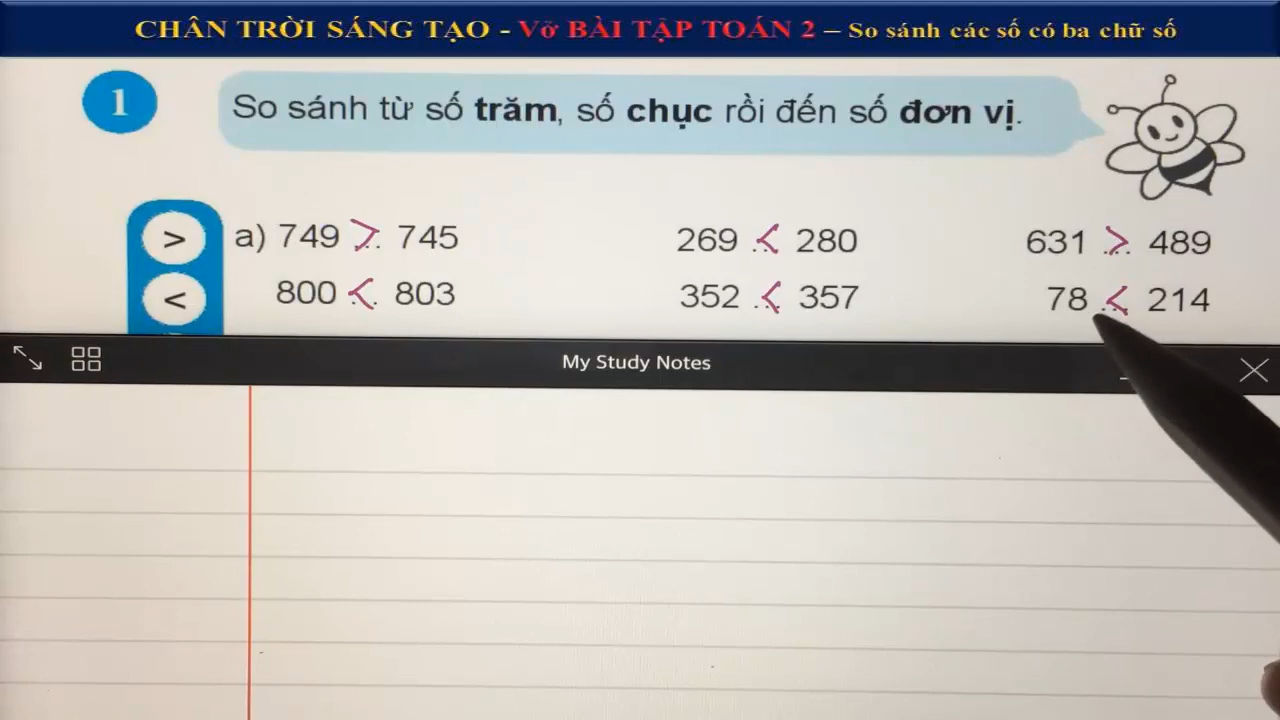 CHÂN TRỜI SÁNG TẠO - Vở BÀI TẬP TOÁN 2 – So sánh các số có ba chữ số
1
So sánh từ số trăm, số chục rồi đến số đơn vị.
> a) 749 > 745 269 < 280 631 > 489
< 800 < 803 352 < 357 78 < 214
My Study Notes